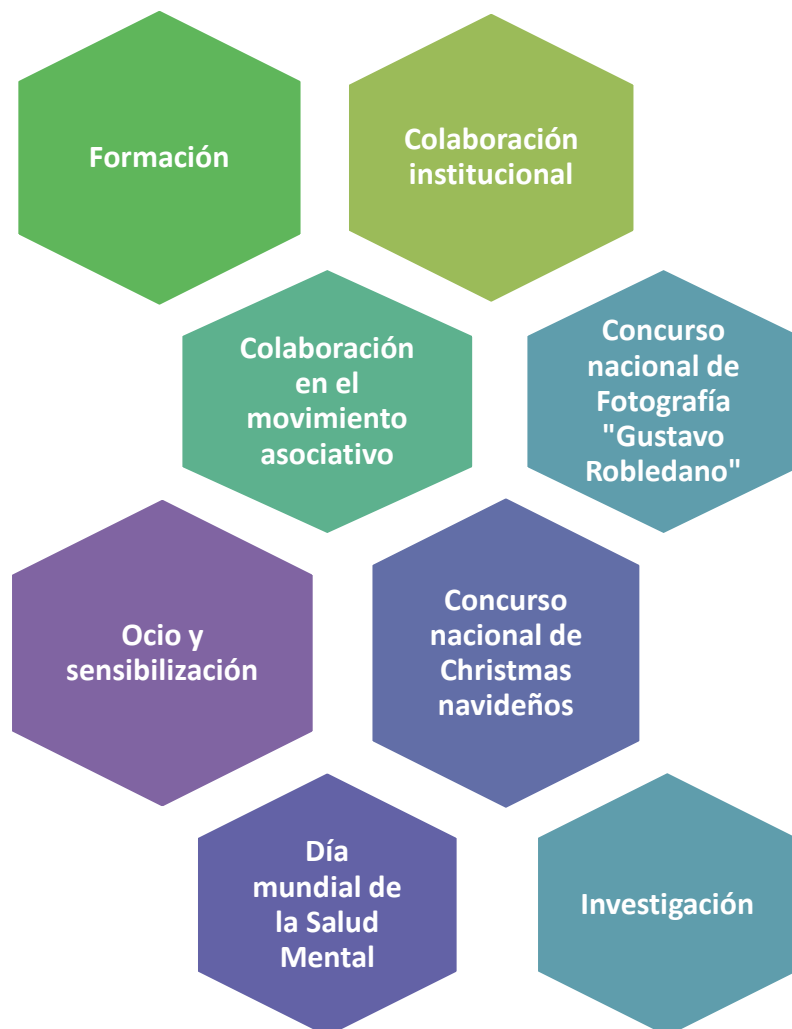 Formación
Colaboración
institucional
Colaboración
en el
movimiento
asociativo
Concurso
nacional de
Fotografía
"Gustavo
Robledano"
Ocio y
sensibilización
Concurso
nacional de
Christmas
navideños
Día
mundial de
la Salud
Mental
Investigación